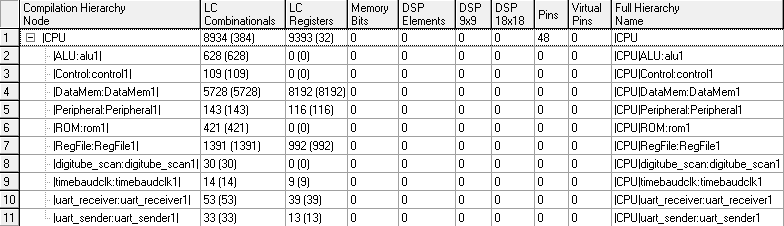 Compilation Hierarchy Node LC Combinationals LC Registers Memory Bits DSP Elements DSP 9x9 DSP 18x18 Pins Virtual Pins Full Hierarchy Name
1 |CPU 8934 (384) 9393 (32) 0 0 0 0 48 0 |CPU
2 |ALU:alu1| 628 (628) 0 (0) 0 0 0 0 0 0 |CPU|ALU:alu1
3 |Control:control1| 109 (109) 0 (0) 0 0 0 0 0 0 |CPU|Control:control1
4 |DataMem:DataMem1| 5728 (5728) 8192 (8192) 0 0 0 0 0 0 |CPU|DataMem:DataMem1
5 |Peripheral:Peripheral1| 143 (143) 116 (116) 0 0 0 0 0 0 |CPU|Peripheral:Peripheral1
6 |ROM:rom1| 421 (421) 0 (0) 0 0 0 0 0 0 |CPU|ROM:rom1
7 |RegFile:RegFile1| 1391 (1391) 992 (992) 0 0 0 0 0 0 |CPU|RegFile:RegFile1
8 |digitube_scan:digitube_scan1| 30 (30) 0 (0) 0 0 0 0 0 0 |CPU|digitube_scan:digitube_scan1
9 |timebaudclk:timebaudclk1| 14 (14) 9 (9) 0 0 0 0 0 0 |CPU|timebaudclk:timebaudclk1
10 |uart_receiver:uart_receiver1| 53 (53) 39 (39) 0 0 0 0 0 0 |CPU|uart_receiver:uart_receiver1
11 |uart_sender:uart_sender1| 33 (33) 13 (13) 0 0 0 0 0 0 |CPU|uart_sender:uart_sender1